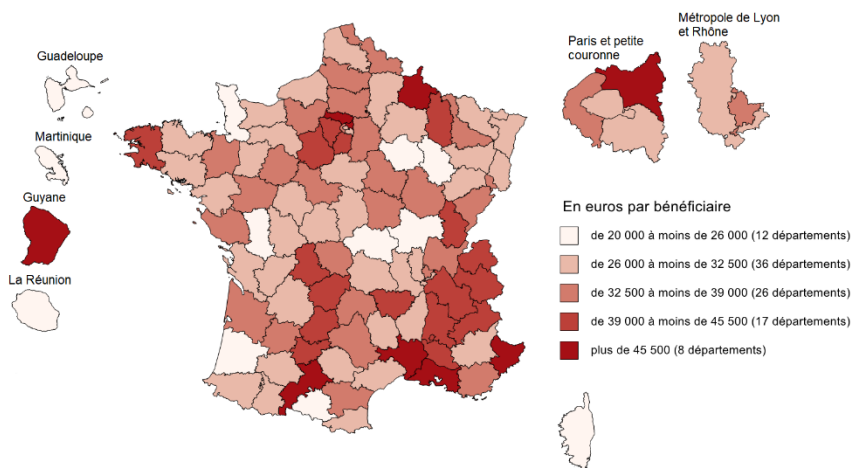 Guadeloupe
Martinique
Guyane
La Réunion
Paris et petite
couronne
Métropole de Lyon
et Rhône
En euros par bénéficiaire
de 20 000 à moins de 26 000 (12 départements)
de 26 000 à moins de 32 500 (36 départements)
de 32 500 à moins de 39 000 (26 départements)
de 39 000 à moins de 45 500 (17 départements)
plus de 45 500 (8 départements)